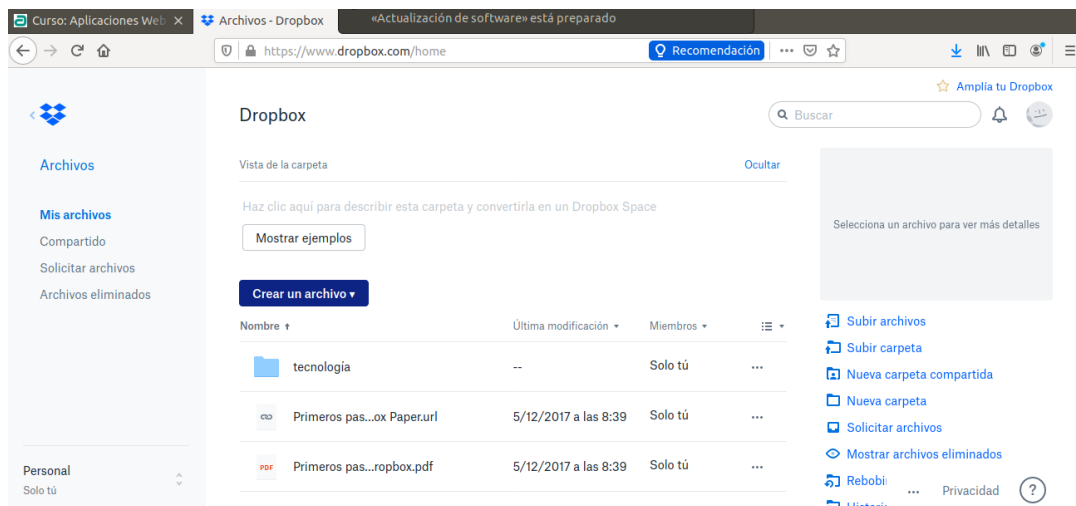 Curso: Aplicaciones Web
Archivos - Dropbox
«Actualización de software» está preparado
https://www.dropbox.com/home
Recomendación
Amplía tu Dropbox
Dropbox
Buscar
Archivos
Vista de la carpeta
Ocultar
Haz clic aquí para describir esta carpeta y convertirla en un Dropbox Space
Mostrar ejemplos
Selecciona un archivo para ver más detalles
Mis archivos
Compartido
Solicitar archivos
Archivos eliminados
Crear un archivo
Nombre
Última modificación
Miembros
tecnología
--
Solo tú
...
Primeros pas...ox Paper.url
5/12/2017 a las 8:39
Solo tú
...
PDF
Primeros pas...ropbox.pdf
5/12/2017 a las 8:39
Solo tú
...
Subir archivos
Subir carpeta
Nueva carpeta compartida
Nueva carpeta
Solicitar archivos
Mostrar archivos eliminados
Personal
Solo tú
...
Privacidad
?